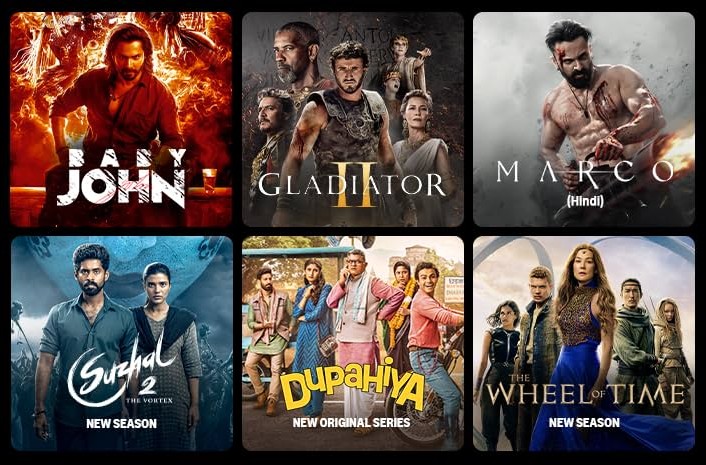 BABY
JOHN
GLADIATOR
II
MARCO
(Hindi)
Suzhal
2
THE VORTEX
NEW SEASON
DUPAHIYA
NEW ORIGINAL SERIES
THE
WHEEL OF TIME
NEW SEASON